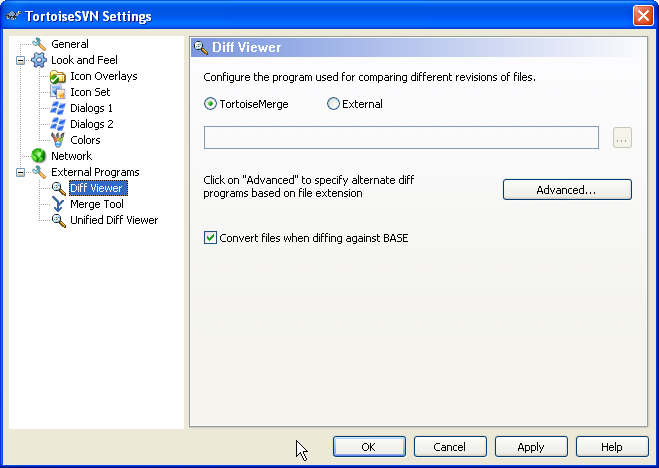 TortoiseSVN Settings
General
Look and Feel
Icon Overlays
Icon Set
Dialogs 1
Dialogs 2
Colors
Network
External Programs
Diff Viewer
Merge Tool
Unified Diff Viewer
Diff Viewer
Configure the program used for comparing different revisions of files.
TortoiseMerge
External
...
Click on "Advanced" to specify alternate diff
programs based on file extension
Advanced...
Convert files when diffing against BASE
OK
Cancel
Apply
Help